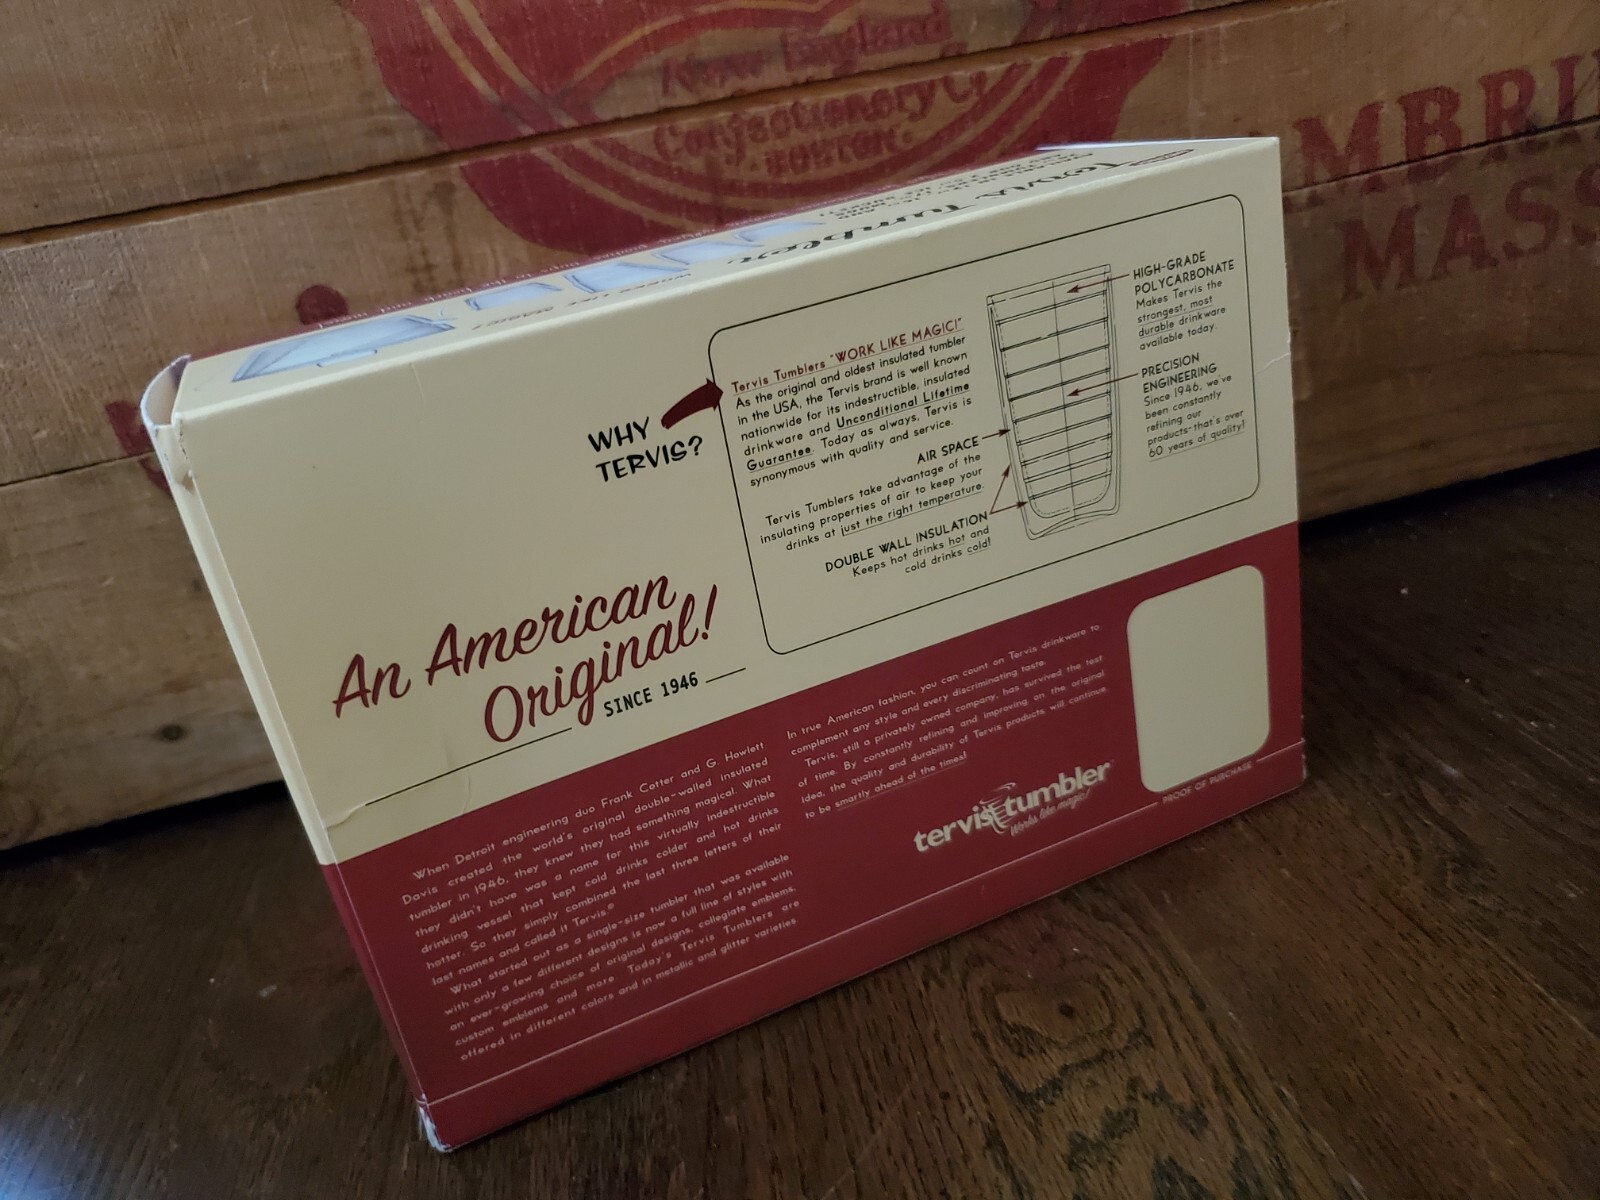 New England
Confectionery Co
BOSTON
CAMBRI
MASS
Tervis Tumbler
WORKS LIKE MAGIC!
WHY
TERVIS?
Tervis Tumblers "WORK LIKE MAGIC!"
As the original and oldest insulated tumbler
in the USA, the Tervis brand is well known
nationwide for its indestructible, insulated
drinkware and Unconditional Lifetime
Guarantee. Today as always, Tervis is
synonymous with quality and service.
AIR SPACE
Tervis Tumblers take advantage of the
insulating properties of air to keep your
drinks at just the right temperature.
DOUBLE WALL INSULATION
Keeps hot drinks hot and
cold drinks cold!
HIGH-GRADE
POLYCARBONATE
Makes Tervis the
strongest, most
durable drinkware
available today.
PRECISION
ENGINEERING
Since 1946, we've
been constantly
refining our
products-that's over
60 years of quality!
An American
Original!
SINCE 1946
When Detroit engineering duo Frank Cotter and G. Howlett
Davis created the world's original double-walled insulated
tumbler in 1946, they knew they had something magical. What
they didn't have was a name for this virtually indestructible
drinking vessel that kept cold drinks colder and hot drinks
hotter. So they simply combined the last three letters of their
last names and called it Tervis.®
What started out as a single-size tumbler that was available
with only a few different designs is now a full line of styles with
an ever-growing choice of original designs, collegiate emblems,
custom emblems and more. Today's Tervis Tumblers are
offered in different colors and in metallic and glitter varieties.
In true American fashion, you can count on Tervis drinkware to
complement any style and every discriminating taste.
Tervis, still a privately owned company, has survived the test
of time. By constantly refining and improving on the original
idea, the quality and durability of Tervis products will continue
to be smartly ahead of the times!
tervis tumbler
Works like magic!
PROOF OF PURCHASE